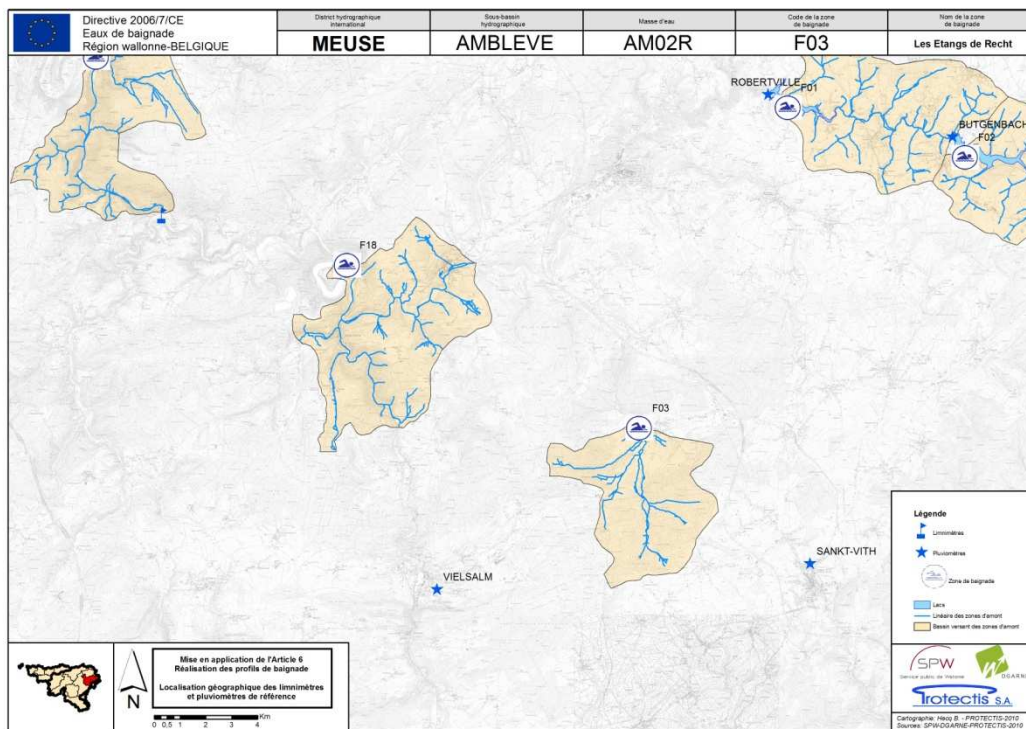 Directive 2006/7/CE
Eaux de baignade
Région wallonne-BELGIQUE
District hydrographique
international
MEUSE
Sous-bassin
hydrographique
AMBLEVE
Masse d'eau
AM02R
Code de la zone
de baignade
F03
Nom de la zone
de baignade
Les Etangs de Recht
ROBERTVILLE
F01
BUTGENBACH
F02
F18
F03
SANKT-VITH
VIELSALM
Légende
Limnimètres
Pluviomètres
Zone de baignade
Lacs
Linéaire des zones d'amont
Bassin versant des zones d'amont
N
Mise en application de l'Article 6
Réalisation des profils de baignade
Localisation géographique des limnimètres
et pluviomètres de référence
0 0,5 1 2 3 4 Km
SPW
Service public de Wallonie
DGARNE
Protectis S.A.
Cartographie: Hacq B. - PROTECTIS-2010
Sources: SPW-DGARNE-PROTECTIS-2010